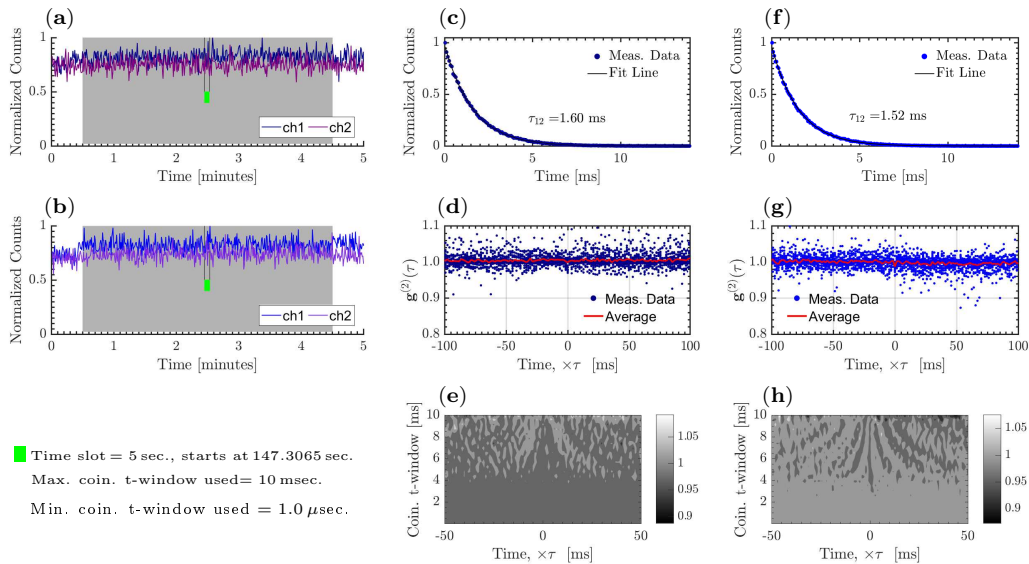 (a)
Normalized Counts
1
0.5
0
ch1
ch2
0 1 2 3 4 5
Time [minutes]
(b)
Normalized Counts
1
0.5
0
ch1
ch2
0 1 2 3 4 5
Time [minutes]
Time slot = 5 sec., starts at 147.3065 sec.
Max. coin. t-window used= 10 msec.
Min. coin. t-window used = 1.0 μsec.
(c)
Normalized Counts
1
0.5
0
Meas. Data
Fit Line
τ12 =1.60 ms
0 5 10
Time [ms]
(d)
g(2)(τ)
1.1
1.0
0.9
0.8
Meas. Data
Average
-100 -50 0 50 100
Time, ×τ [ms]
(e)
Coin. t-window [ms]
10
8
6
4
2
-50 0 50
Time, ×τ [ms]
1.05
1
0.95
0.9
(f)
Normalized Counts
1
0.5
0
Meas. Data
Fit Line
τ12 =1.52 ms
0 5 10
Time [ms]
(g)
g(2)(τ)
1.1
1.0
0.9
0.8
Meas. Data
Average
-100 -50 0 50 100
Time, ×τ [ms]
(h)
Coin. t-window [ms]
10
8
6
4
2
-50 0 50
Time, ×τ [ms]
1.05
1
0.95
0.9